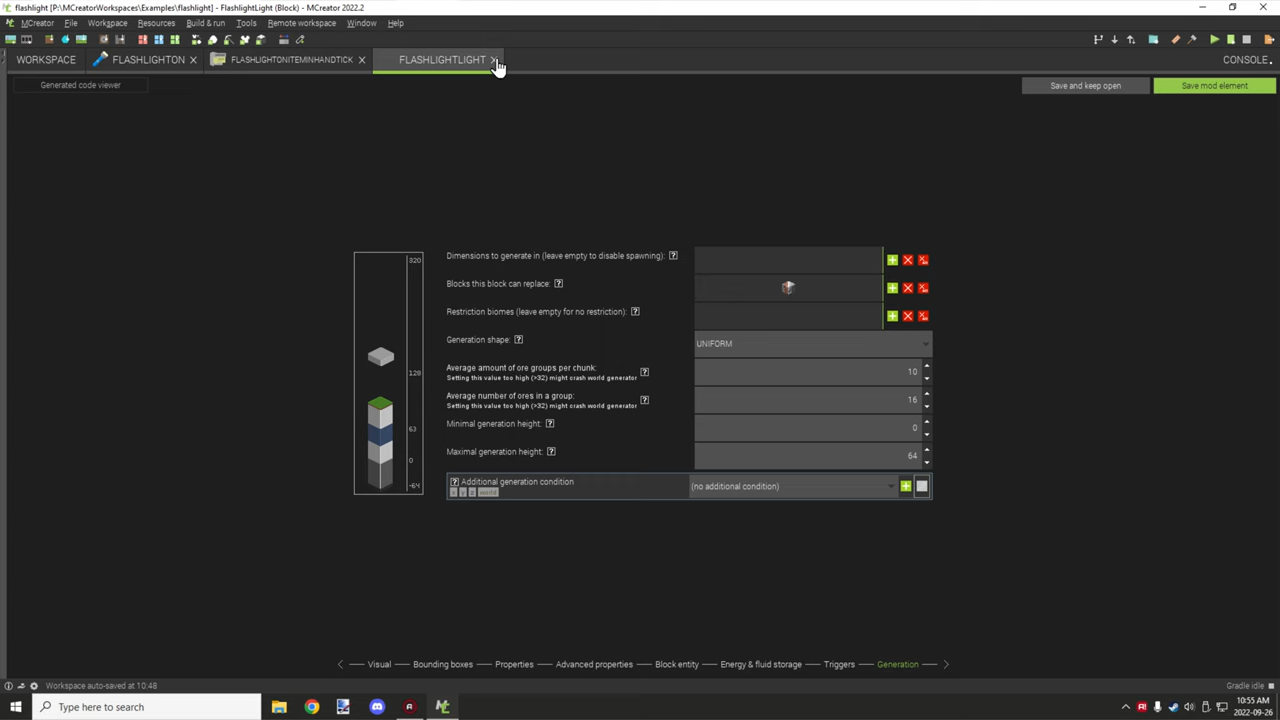 flashlight [P:\MCreatorWorkspaces\Examples\flashlight] - FlashlightLight (Block) - MCreator 2022.2
MCreator File Workspace Resources Build & run Tools Remote workspace Window Help
WORKSPACE FLASHLIGHTON FLASHLIGHTONITEMINHANDTICK FLASHLIGHTLIGHT CONSOLE
Generated code viewer Save and keep open Save mod element
Dimensions to generate in (leave empty to disable spawning): ?
320
Blocks this block can replace: ?
Restriction biomes (leave empty for no restriction): ?
Generation shape: ? UNIFORM
Average amount of ore groups per chunk: ? 10
Setting this value too high (>32) might crash world generator
128
Average number of ores in a group: ? 16
Setting this value too high (>32) might crash world generator
Minimal generation height: ? 0
63
Maximal generation height: ? 64
0
? Additional generation condition (no additional condition)
x y z world
-64
Visual Bounding boxes Properties Advanced properties Block entity Energy & fluid storage Triggers Generation
Workspace auto-saved at 10:48 Gradle idle
Type here to search
10:55 AM
2022-09-26